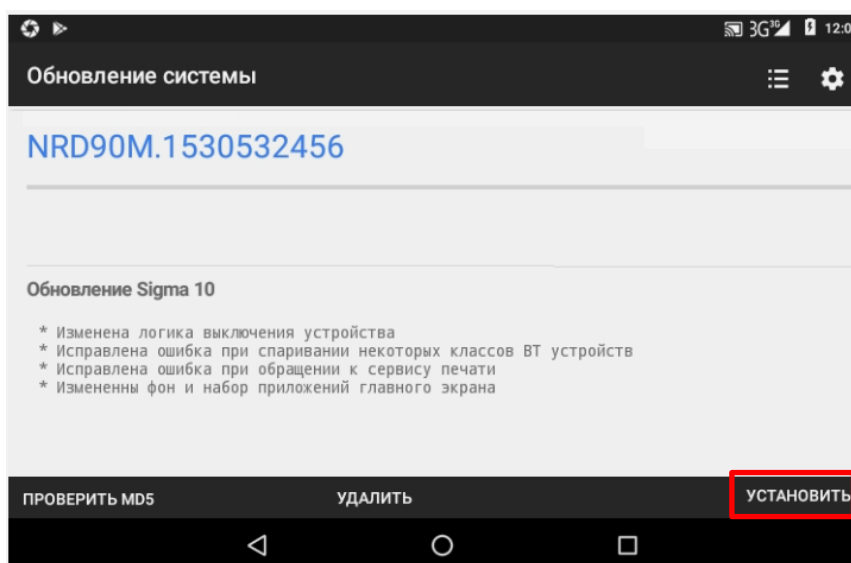 3G 3G 12:0
Обновление системы
NRD90M.1530532456
Обновление Sigma 10
* Изменена логика выключения устройства
* Исправлена ошибка при спаривании некоторых классов BT устройств
* Исправлена ошибка при обращении к сервису печати
* Измененны фон и набор приложений главного экрана
ПРОВЕРИТЬ MD5 УДАЛИТЬ УСТАНОВИТЬ